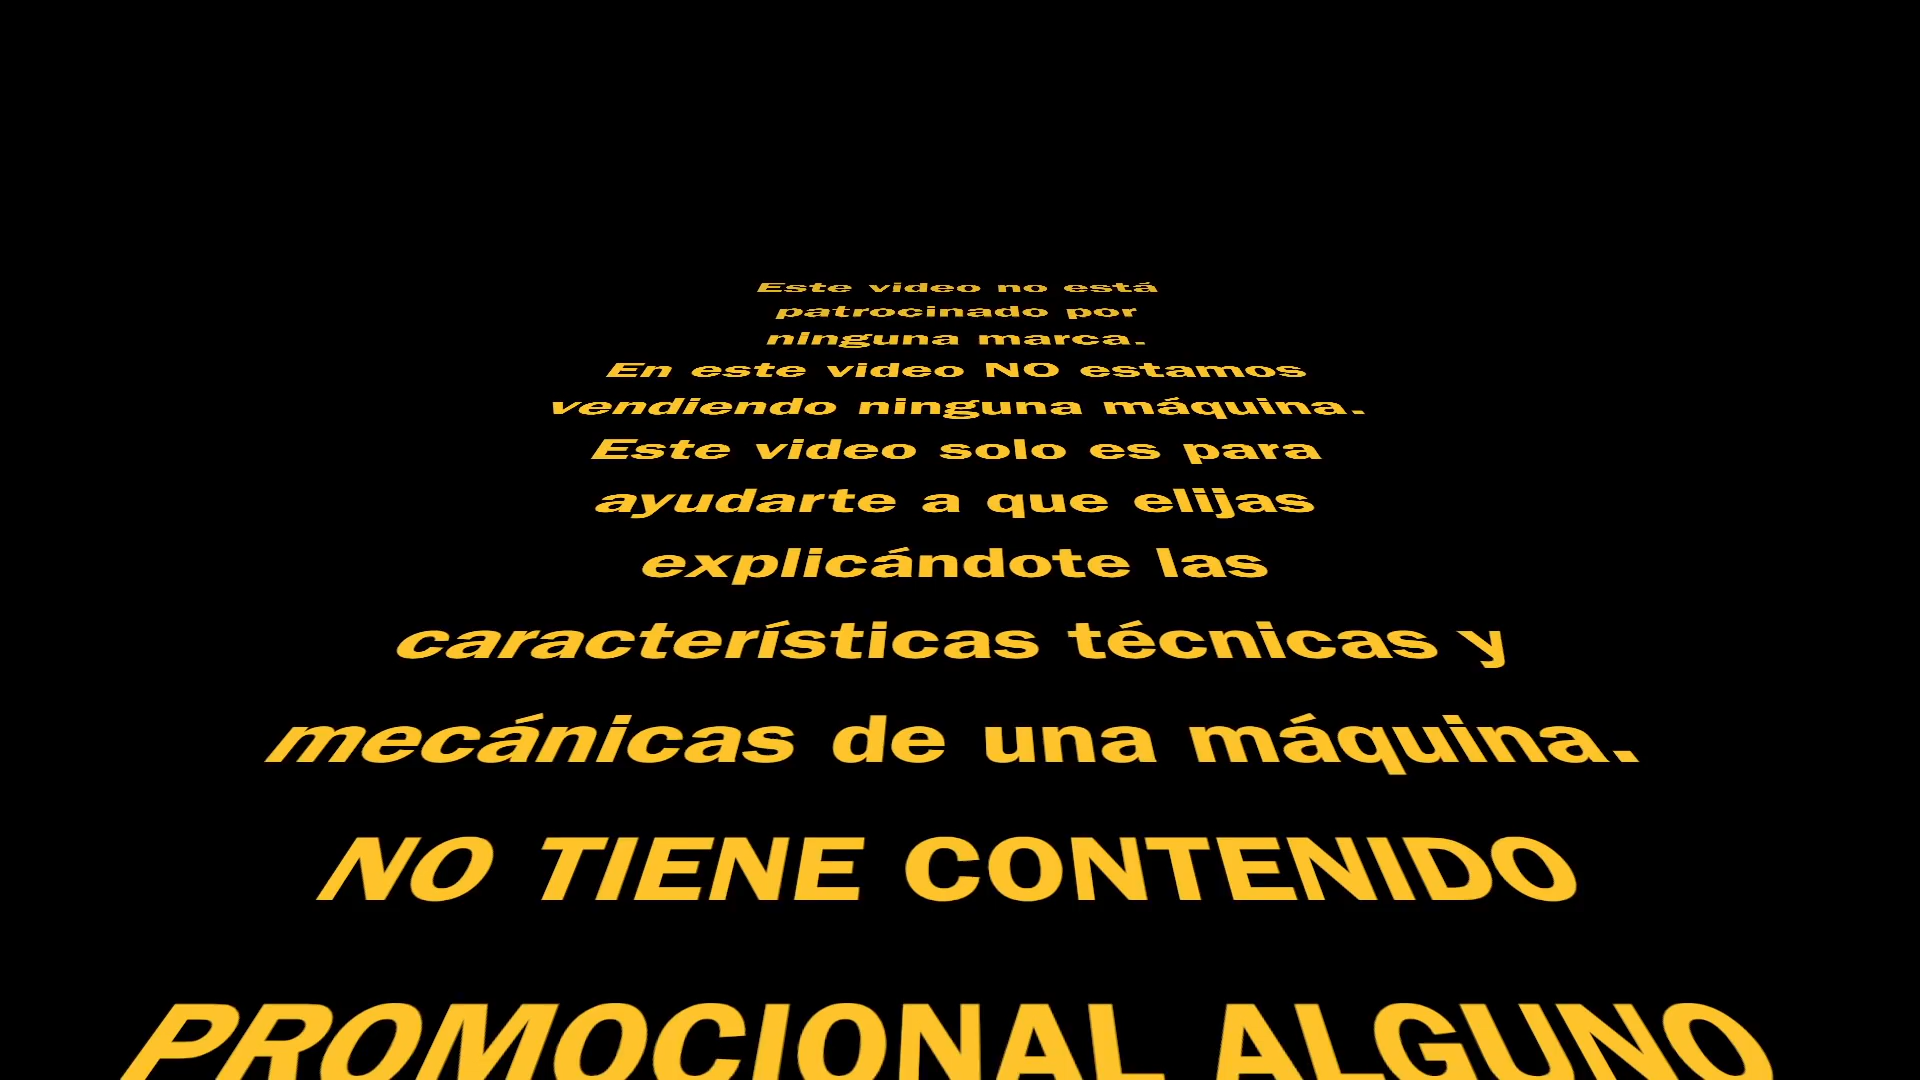 Este video no está
patrocinado por
ninguna marca.
En este video NO estamos
vendiendo ninguna máquina.
Este video solo es para
ayudarte a que elijas
explicándote las
características técnicas y
mecánicas de una máquina.
NO TIENE CONTENIDO
PROMOCIONAL ALGUNO